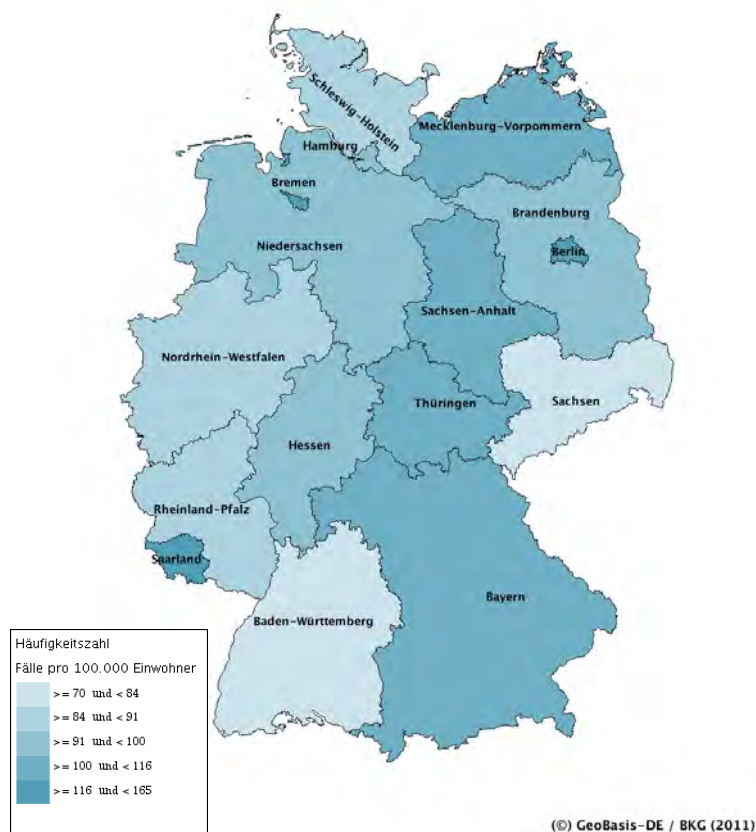 Schleswig-Holstein
Mecklenburg-Vorpommern
Hamburg
Bremen
Brandenburg
Niedersachsen
Berlin
Sachsen-Anhalt
Nordrhein-Westfalen
Thüringen
Sachsen
Hessen
Rheinland-Pfalz
Saarland
Bayern
Baden-Württemberg
Häufigkeitszahl
Fälle pro 100.000 Einwohner
>= 70 und < 84
>= 84 und < 91
>= 91 und < 100
>= 100 und < 116
>= 116 und < 165
(©) GeoBasis-DE / BKG (2011)